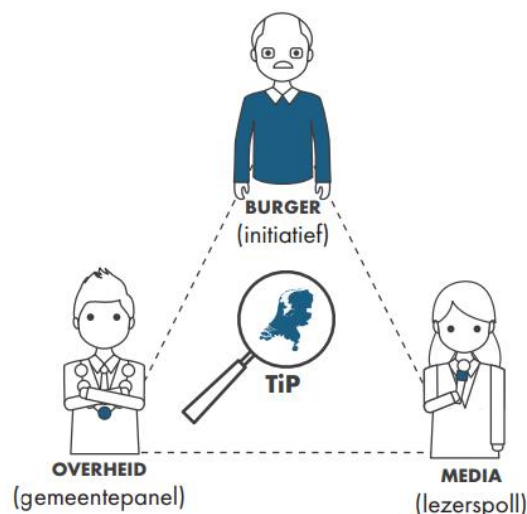 BURGER
(initiatief)
TiP
OVERHEID
(gemeentepanel)
MEDIA
(lezerspoll)